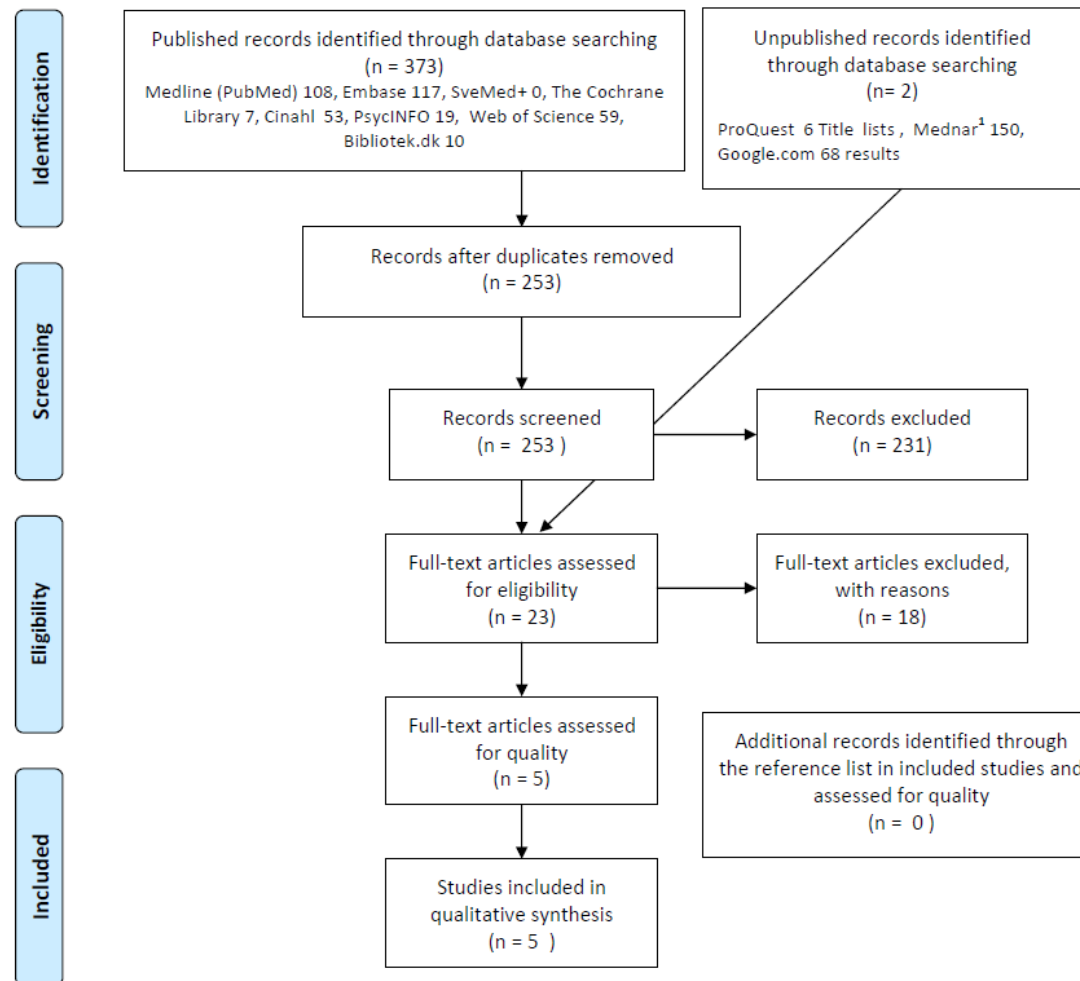 Identification
Published records identified through database searching
(n = 373)
Medline (PubMed) 108, Embase 117, SveMed+ 0, The Cochrane
Library 7, Cinahl 53, PsycINFO 19, Web of Science 59,
Bibliotek.dk 10
Unpublished records identified
through database searching
(n= 2)
ProQuest 6 Title lists , Mednar¹ 150,
Google.com 68 results
Records after duplicates removed
(n = 253)
Screening
Records screened
(n = 253 )
Records excluded
(n = 231)
Eligibility
Full-text articles assessed
for eligibility
(n = 23)
Full-text articles excluded,
with reasons
(n = 18)
Full-text articles assessed
for quality
(n = 5)
Additional records identified through
the reference list in included studies and
assessed for quality
(n = 0 )
Included
Studies included in
qualitative synthesis
(n = 5 )